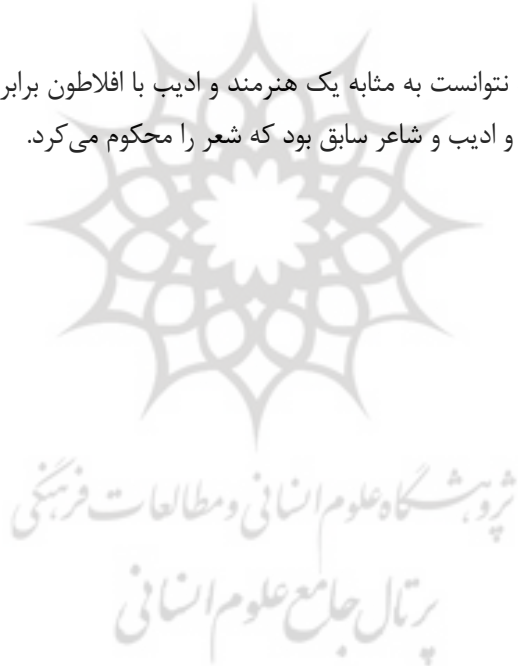 نتوانست به مثابه یک هنرمند و ادیب با افلاطون برابر
و ادیب و شاعر سابق بود که شعر را محکوم می‌کرد.
پژوهشگاه علوم انسانی و مطالعات فرهنگی
پرتال جامع علوم انسانی